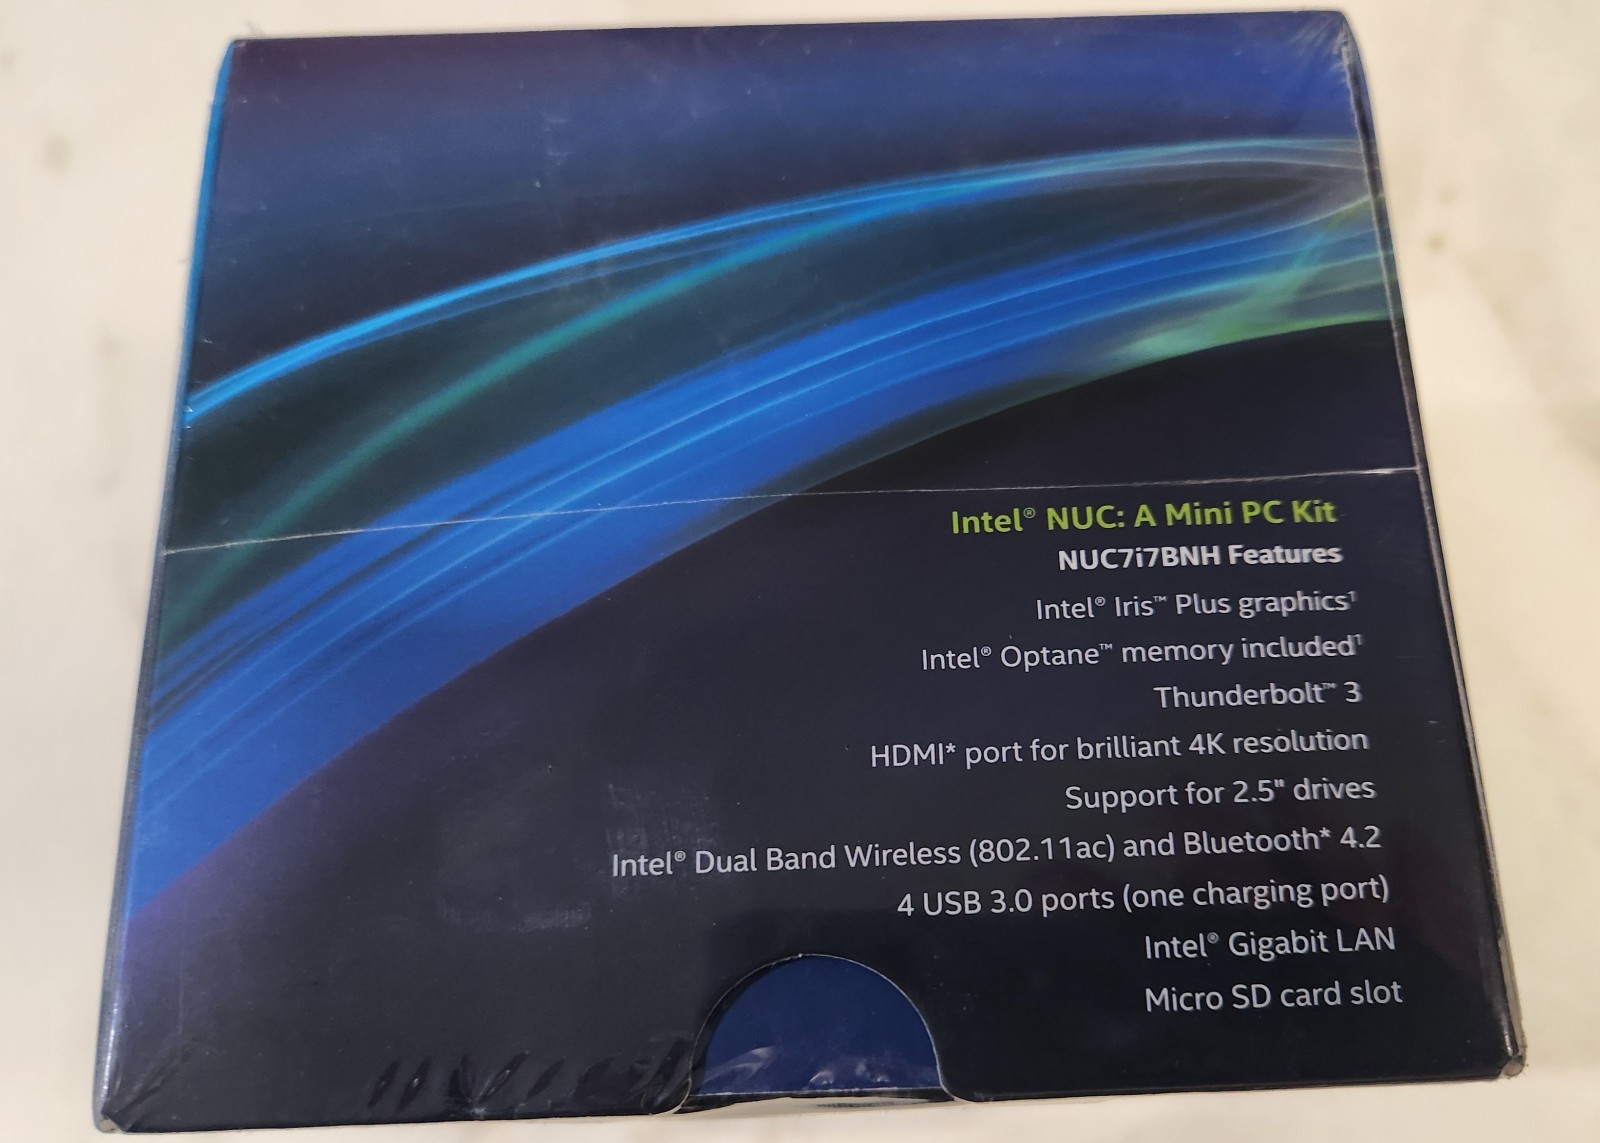 Intel® NUC: A Mini PC Kit
NUC7i7BNH Features
Intel® Iris™ Plus graphics¹
Intel® Optane™ memory included¹
Thunderbolt™ 3
HDMI* port for brilliant 4K resolution
Support for 2.5" drives
Intel® Dual Band Wireless (802.11ac) and Bluetooth* 4.2
4 USB 3.0 ports (one charging port)
Intel® Gigabit LAN
Micro SD card slot